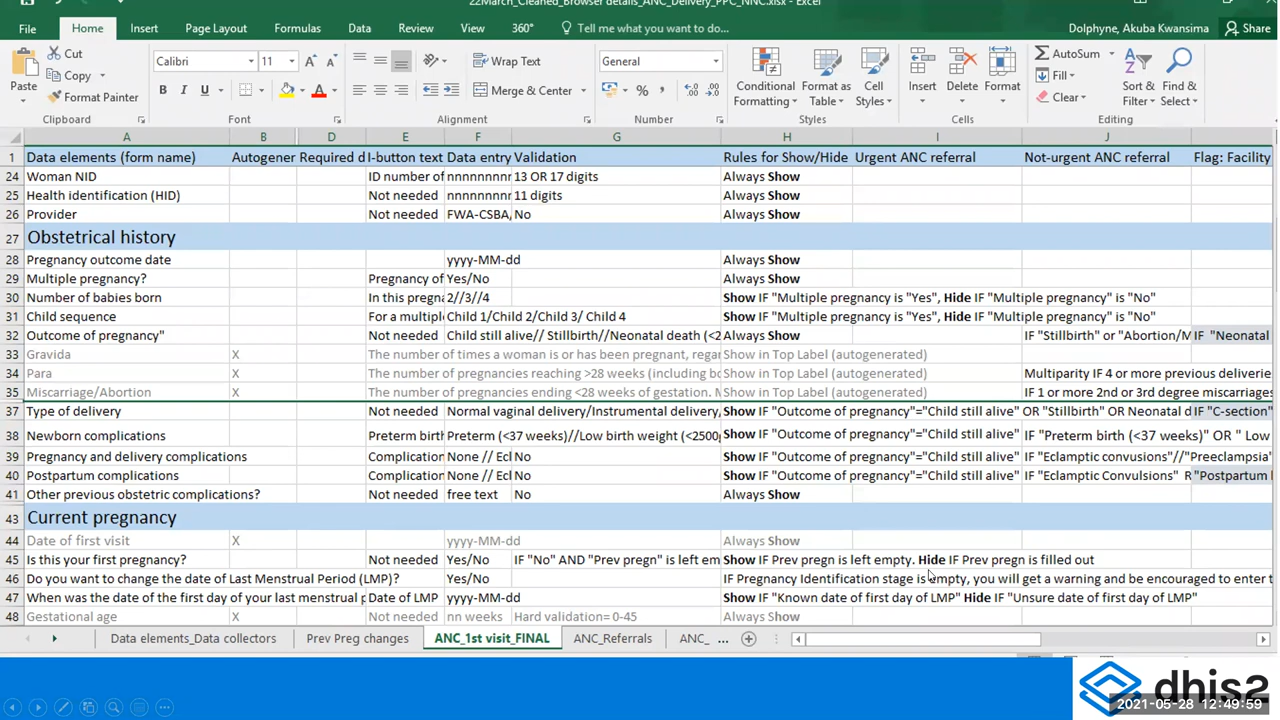 22March_Cleaned_Browser details_ANC_Delivery_PPC_NNC.xlsx - Excel
File Home Insert Page Layout Formulas Data Review View 360° Tell me what you want to do... Dolphyne, Akuba Kwansima Share
Paste Cut Copy Format Painter Clipboard
Calibri 11 A A B I U A Font
Wrap Text Merge & Center Alignment
General % , Number
Conditional Formatting Format as Table Cell Styles Styles
Insert Delete Format Cells
AutoSum Fill Clear Sort & Filter Find & Select Editing
A B D E F G H I J
1 Data elements (form name) Autogener Required d I-button text Data entry Validation Rules for Show/Hide Urgent ANC referral Not-urgent ANC referral Flag: Facility
24 Woman NID ID number of nnnnnnnnn 13 OR 17 digits Always Show
25 Health identification (HID) Not needed nnnnnnnnn 11 digits Always Show
26 Provider Not needed FWA-CSBA, No Always Show
27 Obstetrical history
28 Pregnancy outcome date yyyy-MM-dd Always Show
29 Multiple pregnancy? Pregnancy of Yes/No Always Show
30 Number of babies born In this pregna 2//3//4 Show IF "Multiple pregnancy is "Yes", Hide IF "Multiple pregnancy" is "No"
31 Child sequence For a multiple Child 1/Child 2/Child 3/ Child 4 Show IF "Multiple pregnancy is "Yes", Hide IF "Multiple pregnancy" is "No"
32 Outcome of pregnancy" Not needed Child still alive// Stillbirth//Neonatal death (<2 Always Show IF "Stillbirth" or "Abortion/M IF "Neonatal
33 Gravida X The number of times a woman is or has been pregnant, regar Show in Top Label (autogenerated)
34 Para X The number of pregnancies reaching >28 weeks (including bo Show in Top Label (autogenerated) Multiparity IF 4 or more previous deliverie
35 Miscarriage/Abortion X The number of pregnancies ending <28 weeks of gestation. M Show in Top Label (autogenerated) IF 1 or more 2nd or 3rd degree miscarriages
37 Type of delivery Not needed Normal vaginal delivery/Instrumental delivery, Show IF "Outcome of pregnancy"="Child still alive" OR "Stillbirth" OR Neonatal d IF "C-section"
38 Newborn complications Preterm birth Preterm (<37 weeks)//Low birth weight (<2500g Show IF "Outcome of pregnancy"="Child still alive" IF "Preterm birth (<37 weeks)" OR " Low
39 Pregnancy and delivery complications Complication None // Ecl No Show IF "Outcome of pregnancy"="Child still alive" IF "Eclamptic convusions"//"Preeclampsia"
40 Postpartum complications Complication None // Ecl No Show IF "Outcome of pregnancy"="Child still alive" IF "Eclamptic Convulsions" R "Postpartum
41 Other previous obstetric complications? Not needed free text No Always Show
43 Current pregnancy
44 Date of first visit X yyyy-MM-dd Always Show
45 Is this your first pregnancy? Not needed Yes/No IF "No" AND "Prev pregn" is left em Show IF Prev pregn is left empty. Hide IF Prev pregn is filled out
46 Do you want to change the date of Last Menstrual Period (LMP)? Yes/No IF Pregnancy Identification stage is empty, you will get a warning and be encouraged to enter t
47 When was the date of the first day of your last menstrual p Date of LMP yyyy-MM-dd Show IF "Known date of first day of LMP" Hide IF "Unsure date of first day of LMP"
48 Gestational age X Not needed nn weeks Hard validation= 0-45 Always Show
Data elements_Data collectors Prev Preg changes ANC_1st visit_FINAL ANC_Referrals ANC_ ...
dhis2
2021-05-28 12:49:59